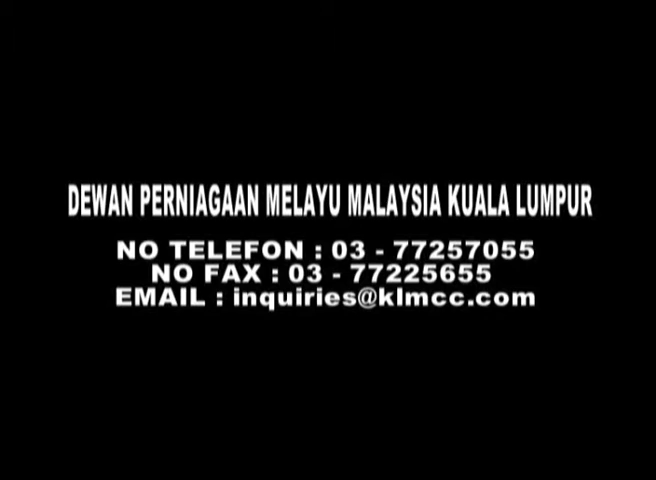 DEWAN PERNIAGAAN MELAYU MALAYSIA KUALA LUMPUR
NO TELEFON : 03 - 77257055
NO FAX : 03 - 77225655
EMAIL : inquiries@klmcc.com